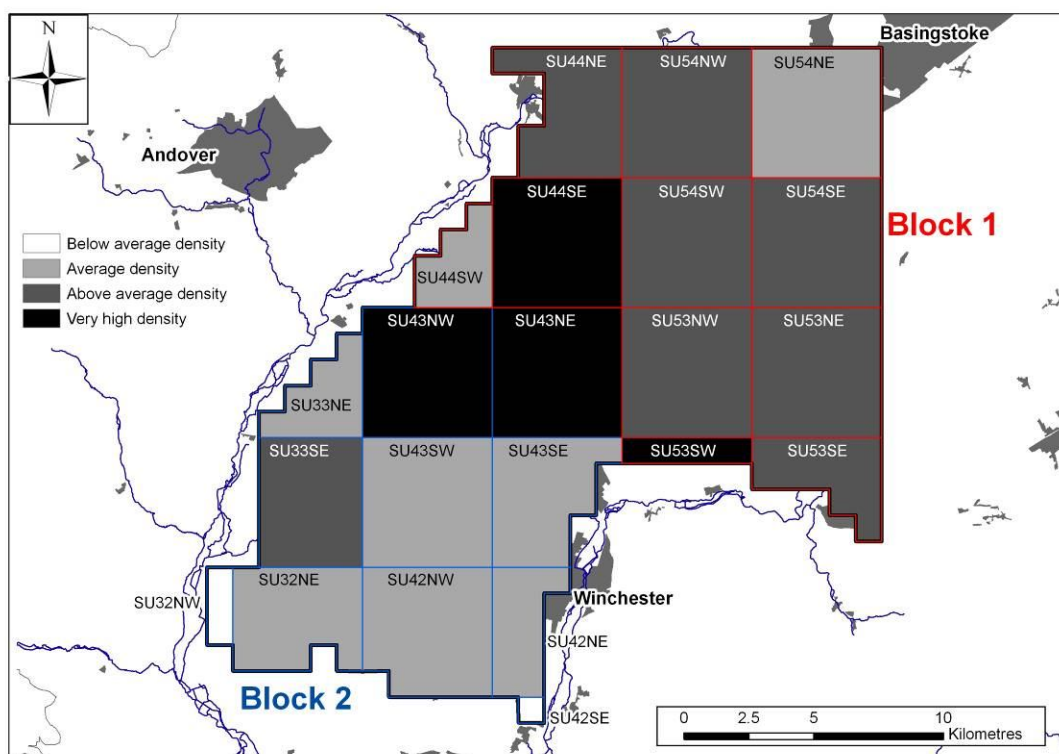 N
Basingstoke
SU44NE
SU54NW
SU54NE
Andover
SU44SE
SU54SW
SU54SE
Block 1
Below average density
Average density
Above average density
Very high density
SU44SW
SU43NW
SU43NE
SU53NW
SU53NE
SU33NE
SU33SE
SU43SW
SU43SE
SU53SW
SU53SE
SU32NE
SU42NW
SU32NW
Winchester
SU42NE
Block 2
SU42SE
0 2.5 5 10
Kilometres